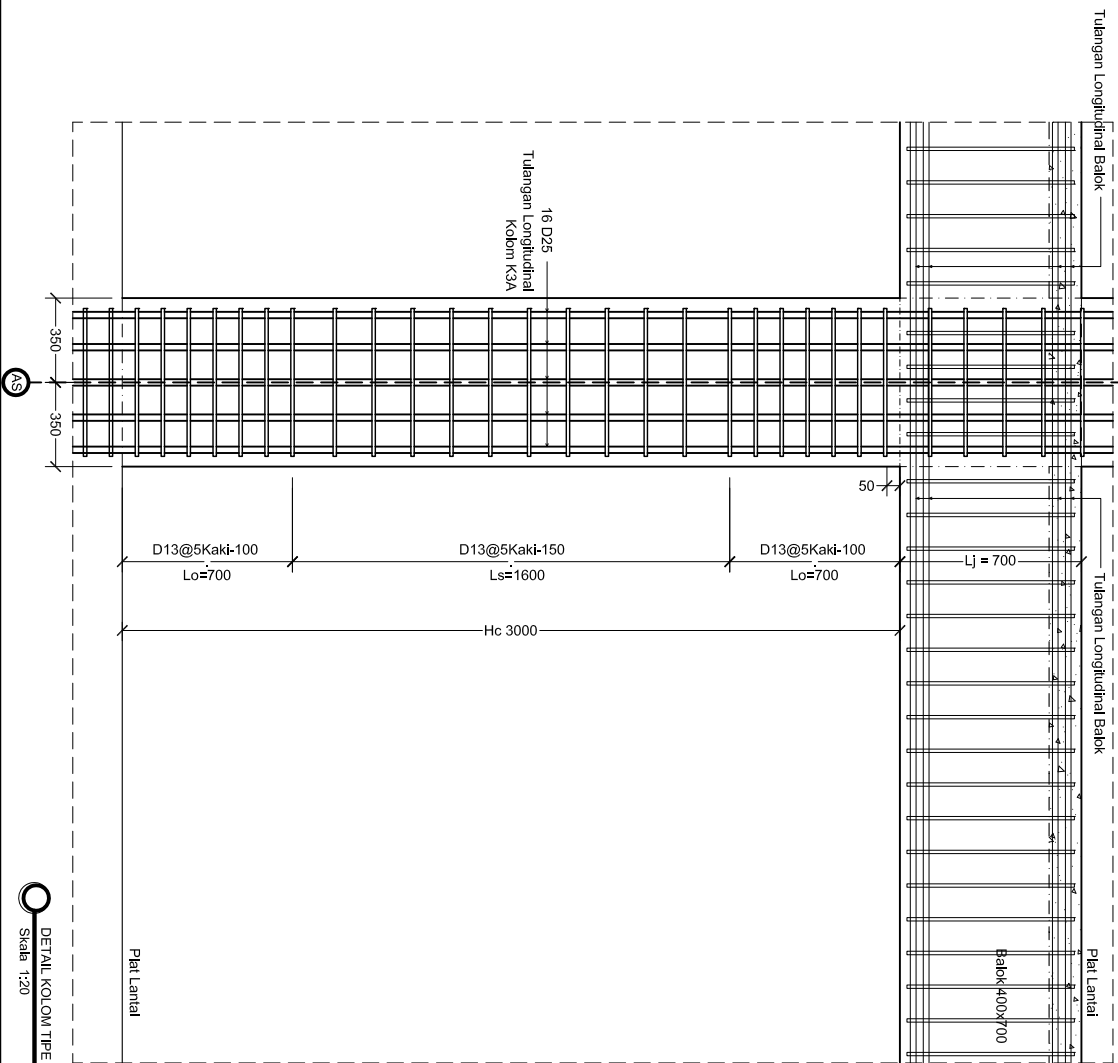 Tulangan Longitudinal Balok
16 D25
Tulangan Longitudinal
Kolom K3A
350
350
AS
50
D13@5Kaki-100
Lo=700
D13@5Kaki-150
Ls=1600
D13@5Kaki-100
Lo=700
Lj = 700
Hc 3000
Tulangan Longitudinal Balok
Plat Lantai
Balok 400x700
Plat Lantai
DETAIL KOLOM TIPE
Skala 1:20